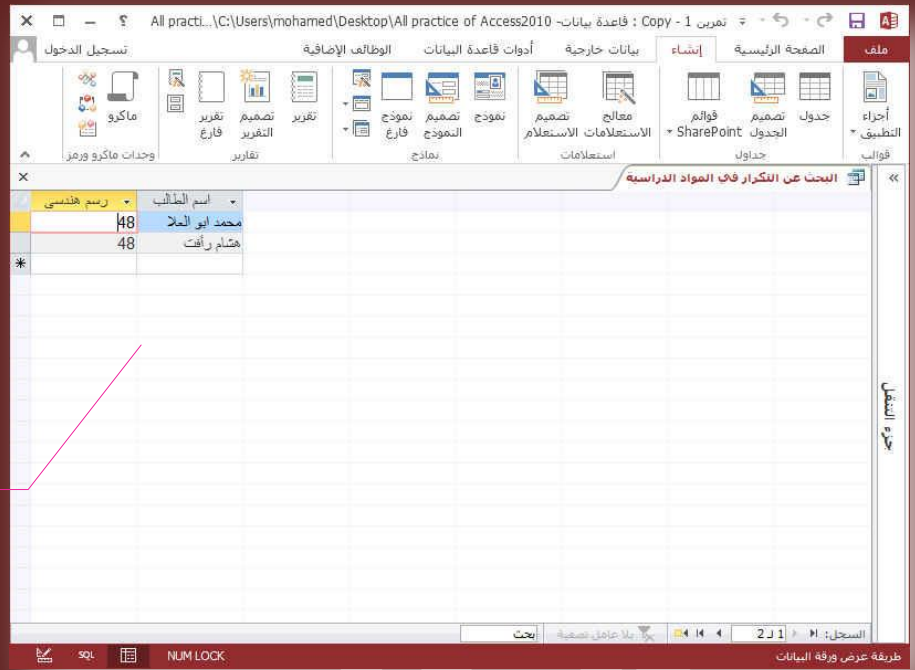 تمرين 1 - Copy : قاعدة بيانات- All practi...\C:\Users\mohamed\Desktop\All practice of Access2010
ملف الصفحة الرئيسية إنشاء بيانات خارجية أدوات قاعدة البيانات الوظائف الإضافية تسجيل الدخول
أجزاء التطبيق
جدول
تصميم الجدول
قوائم SharePoint
معالج الاستعلامات
تصميم الاستعلام
نموذج
تصميم النموذج
نموذج فارغ
تقرير
تصميم التقرير
تقرير فارغ
ماكرو
قوالب جداول استعلامات نماذج تقارير وحدات ماكرو ورمز
البحث عن التكرار في المواد الدراسية
اسم الطالب رسم هندسي
محمد ابو العلا 48
هشام رأفت 48
جزء التنقل
السجل: 1 لـ 2 بلا عامل تصفية بحث
طريقة عرض ورقة البيانات NUM LOCK SQL